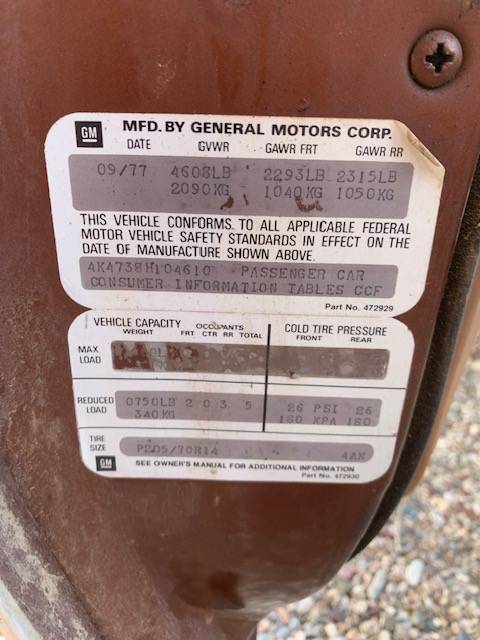 GM MFD. BY GENERAL MOTORS CORP.
DATE GVWR GAWR FRT GAWR RR
09/77 4608LB 2293LB 2315LB
2090KG 1040KG 1050KG
THIS VEHICLE CONFORMS TO ALL APPLICABLE FEDERAL
MOTOR VEHICLE SAFETY STANDARDS IN EFFECT ON THE
DATE OF MANUFACTURE SHOWN ABOVE.
4K4738H104610 PASSENGER CAR
CONSUMER INFORMATION TABLES CCF
Part No. 472929
VEHICLE CAPACITY COLD TIRE PRESSURE
WEIGHT OCCUPANTS FRONT REAR
FRT CTR RR TOTAL
MAX.
LOAD
REDUCED
LOAD
0750LB 2 0 3 5 26 PSI 26
340KG 180 KPA 180
TIRE
SIZE
P205/70R14 4AK
GM SEE OWNER'S MANUAL FOR ADDITIONAL INFORMATION
Part No. 472930